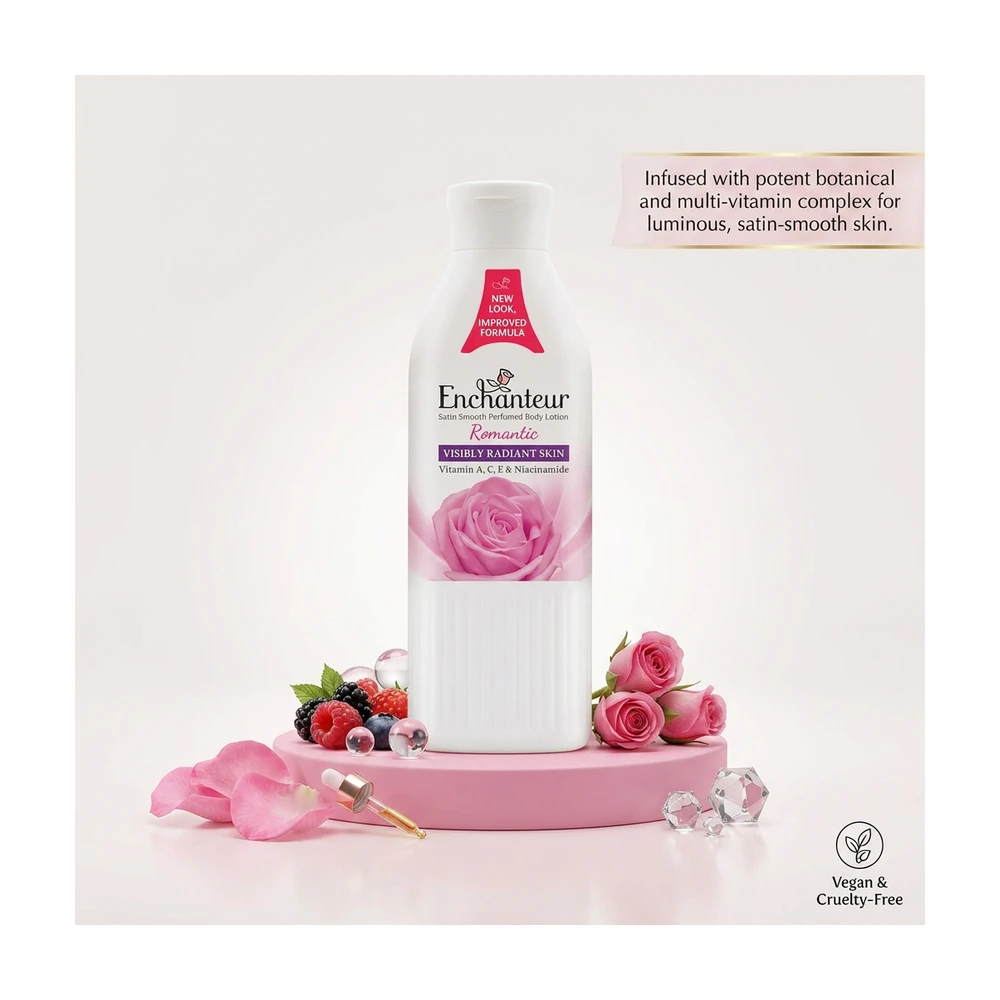 Infused with potent botanical
and multi-vitamin complex for
luminous, satin-smooth skin.
NEW
LOOK,
IMPROVED
FORMULA
Enchanteur
Satin Smooth Perfumed Body Lotion
Romantic
VISIBLY RADIANT SKIN
Vitamin A, C, E & Niacinamide
Vegan &
Cruelty-Free